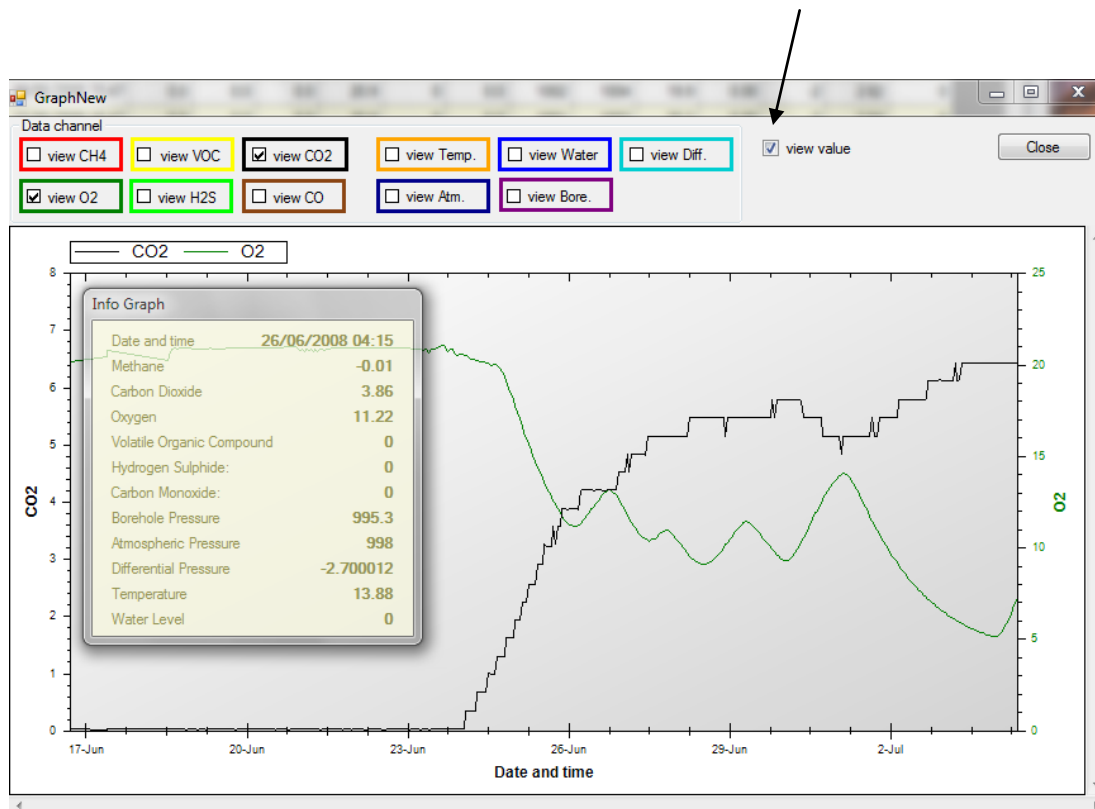 GraphNew
Data channel
view CH4 view VOC view CO2 view Temp. view Water view Diff. view value Close
view O2 view H2S view CO view Atm. view Bore.
CO2 O2
Info Graph
Date and time 26/06/2008 04:15
Methane -0.01
Carbon Dioxide 3.86
Oxygen 11.22
Volatile Organic Compound 0
Hydrogen Sulphide: 0
Carbon Monoxide: 0
Borehole Pressure 995.3
Atmospheric Pressure 998
Differential Pressure -2.700012
Temperature 13.88
Water Level 0
8
7
6
5
4
3
2
1
0
CO2
25
20
15
10
5
0
O2
17-Jun 20-Jun 23-Jun 26-Jun 29-Jun 2-Jul
Date and time